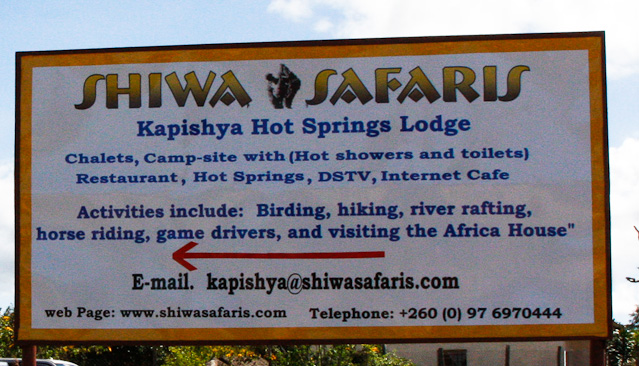 SHIWA SAFARIS
Kapishya Hot Springs Lodge
Chalets, Camp-site with (Hot showers and toilets)
Restaurant, Hot Springs, DSTV, Internet Cafe
Activities include: Birding, hiking, river rafting,
horse riding, game drivers, and visiting the Africa House"
E-mail. kapishya@shiwasafaris.com
web Page: www.shiwasafaris.com Telephone: +260 (0) 97 6970444